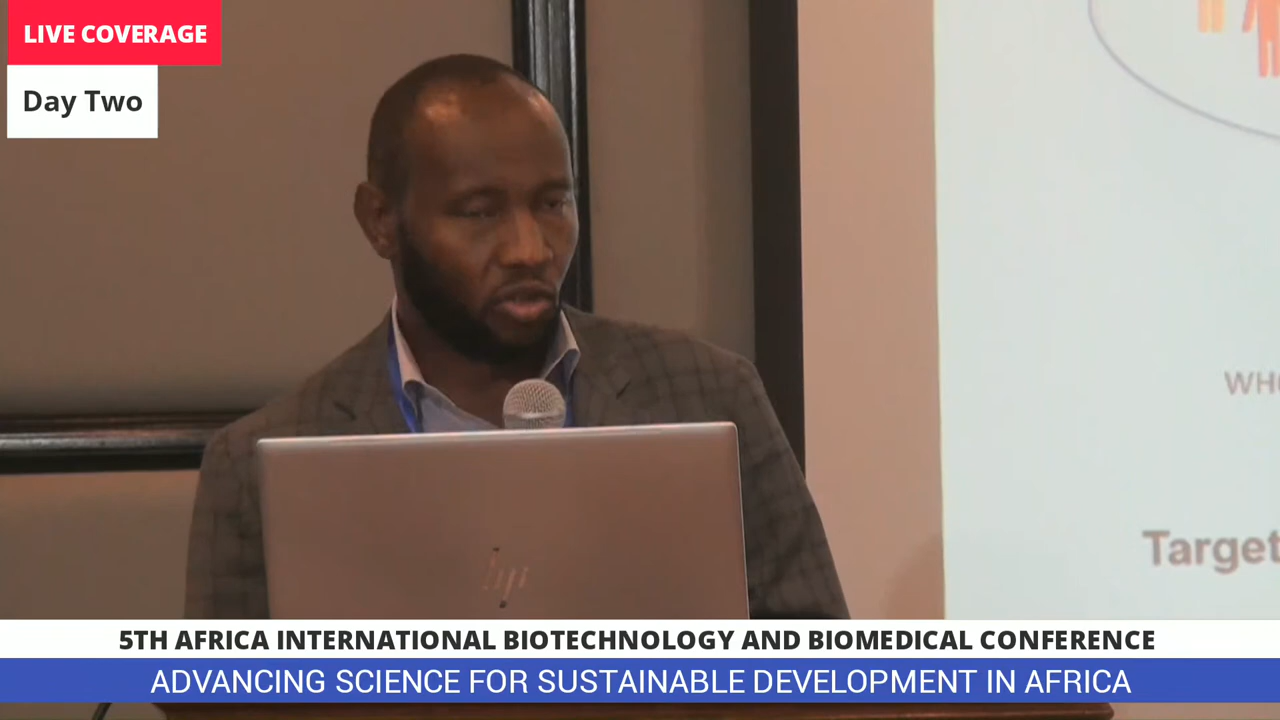 LIVE COVERAGE
Day Two
WHO
Target
hp
5TH AFRICA INTERNATIONAL BIOTECHNOLOGY AND BIOMEDICAL CONFERENCE
ADVANCING SCIENCE FOR SUSTAINABLE DEVELOPMENT IN AFRICA